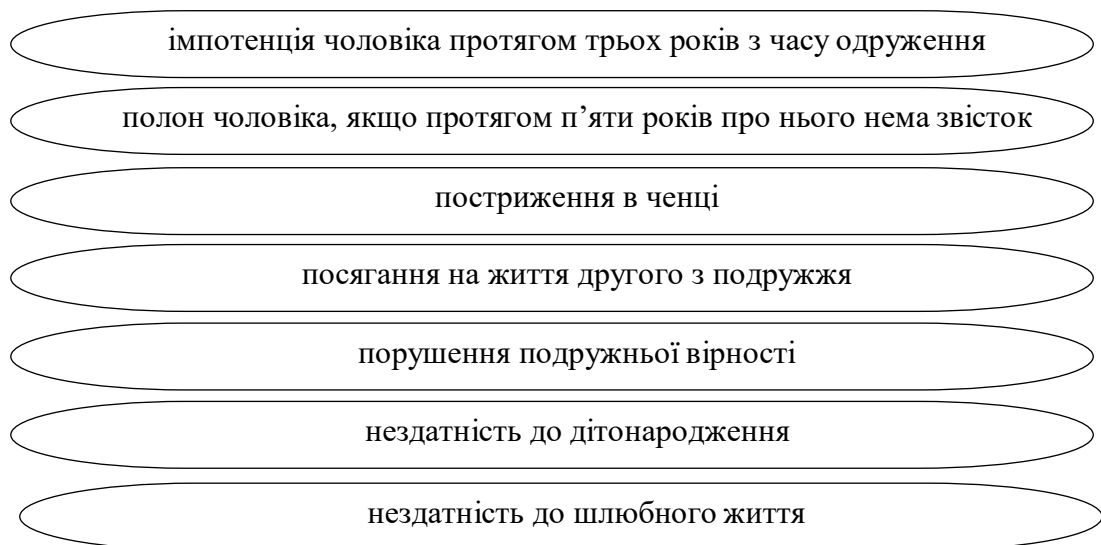 імпотенція чоловіка протягом трьох років з часу одруження
полон чоловіка, якщо протягом п’яти років про нього нема звісток
постриження в ченці
посягання на життя другого з подружжя
порушення подружньої вірності
нездатність до дітонародження
нездатність до шлюбного життя